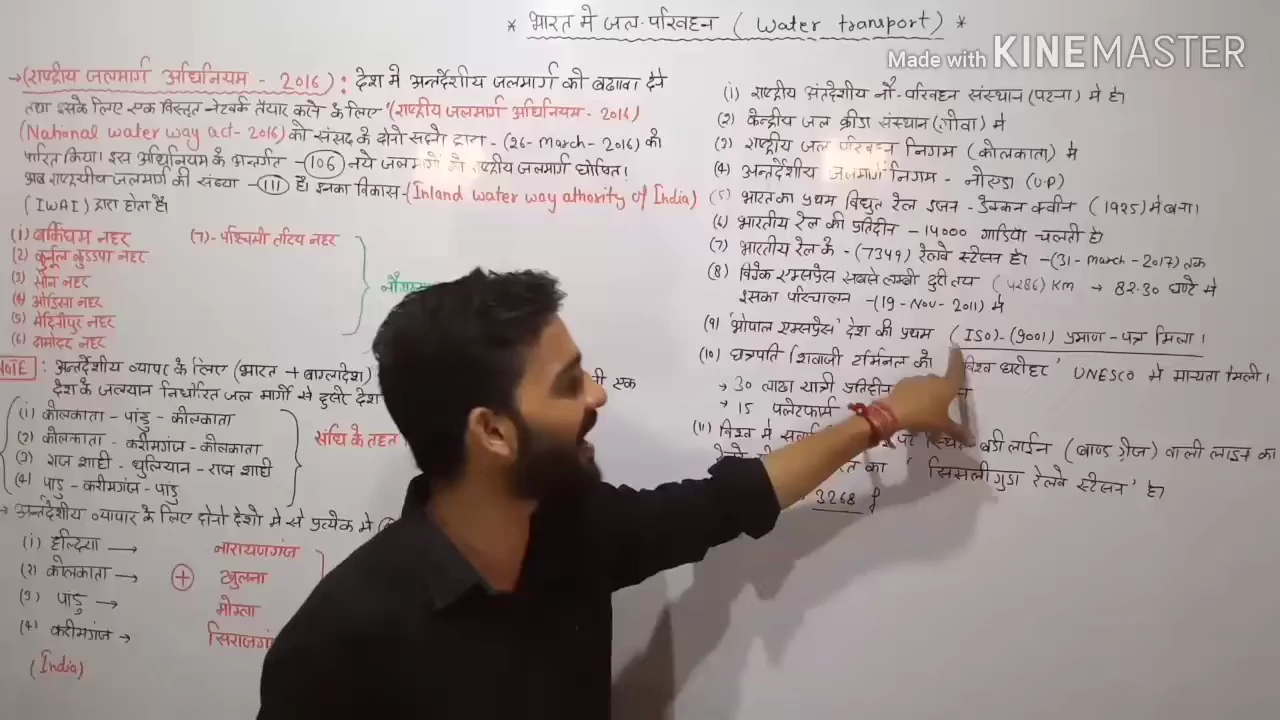 * भारत मे जल-परिवहन ( Water transport) *
Made with KINEMASTER
→(राष्ट्रीय जलमार्ग अधिनियम - 2016) : देश मे अन्तर्देशीय जलमार्ग को बढावा देने
तथा इसके लिए एक विस्तृत नेटवर्क तैयार करने के लिए "राष्ट्रीय जलमार्ग अधिनियम - 2016)
(National water way act-2016) को संसद के दोनो सदनो द्वारा - (26-march-2016) को
पारित किया। इस अधिनियम के अन्तर्गत -(106) नये जलमार्गो को राष्ट्रीय जलमार्ग घोषित!
अब राष्ट्रीय जलमार्ग की संख्या -(111) है। इनका विकास-(Inland water way athority of India)
(IWAI) द्वारा होता है।
(1) बकिंघम नहर (7)- पश्चिमी तटिय नहर
(2) कुर्नूल कुडप्पा नहर
(3) सोन नहर
(4) ओडिसा नहर
(5) मेदिनीपुर नहर
(6) दामोदर नहर
NOTE : अन्तर्देशीय व्यापार के लिए (भारत + बाग्लादेश)
देश के जलयान निर्धारित जल मार्गो से दुसरे देश
(1) कोलकाता - पांडु - कोलकाता
(2) कोलकाता - करीमगंज - कोलकाता
(3) राज शाही - धुलियान - राज शाही
(4) पांडु - करीमगंज - पांडु
संधि के तहत
→ अन्तर्देशीय व्यापार के लिए दोनो देशो मे से प्रत्येक मे
(1) हल्दिया → नारायजगंज
(2) कोलकाता → + खुलना
(3) पांडु → मोंग्ला
(4) करीमगंज → सिराजगं
(India)
(1) राष्ट्रीय अंतर्देशीय नौ-परिवहन संस्थान (पटना) मे है।
(2) केन्द्रीय जल क्रीडा संस्थान (गोवा) मे
(3) राष्ट्रीय जल परिवहन निगम (कोलकाता) मे
(4) अन्तर्देशीय जलमार्ग निगम - नोएडा (U.P)
(5) भारत का प्रथम विद्युत रेल इंजन - डेक्कन क्वीन (1925) मे बना।
(6) भारतीय रेल की प्रतिदीन - 14000 गाडिया चलती है।
(7) भारतीय रेल के - (7349) रेलवे स्टेसन है। -(31-march-2017) तक
(8) विवेक एक्सप्रेस सबसे लम्बी दुरी तय (4286) Km → 82.30 घण्टे मे
इसका परिचालन -(19-Nov-2011) मे
(9) 'भोपाल एक्सप्रेस' देश की प्रथम (ISO)-(9001) प्रमाण-पत्र मिला।
(10) छत्रपति शिवाजी टर्मिनल को विश्व धरोहर' UNESCO मे मान्यता मिली।
→ 30 लाख यात्री प्रतिदीन
→ 15 प्लेटफार्म
(11) विश्व मे बडी लाईन (ब्राण्ड गेज) वाली लाइन का
'सिसलीगुडा रेलवे स्टेसन' है।
3268